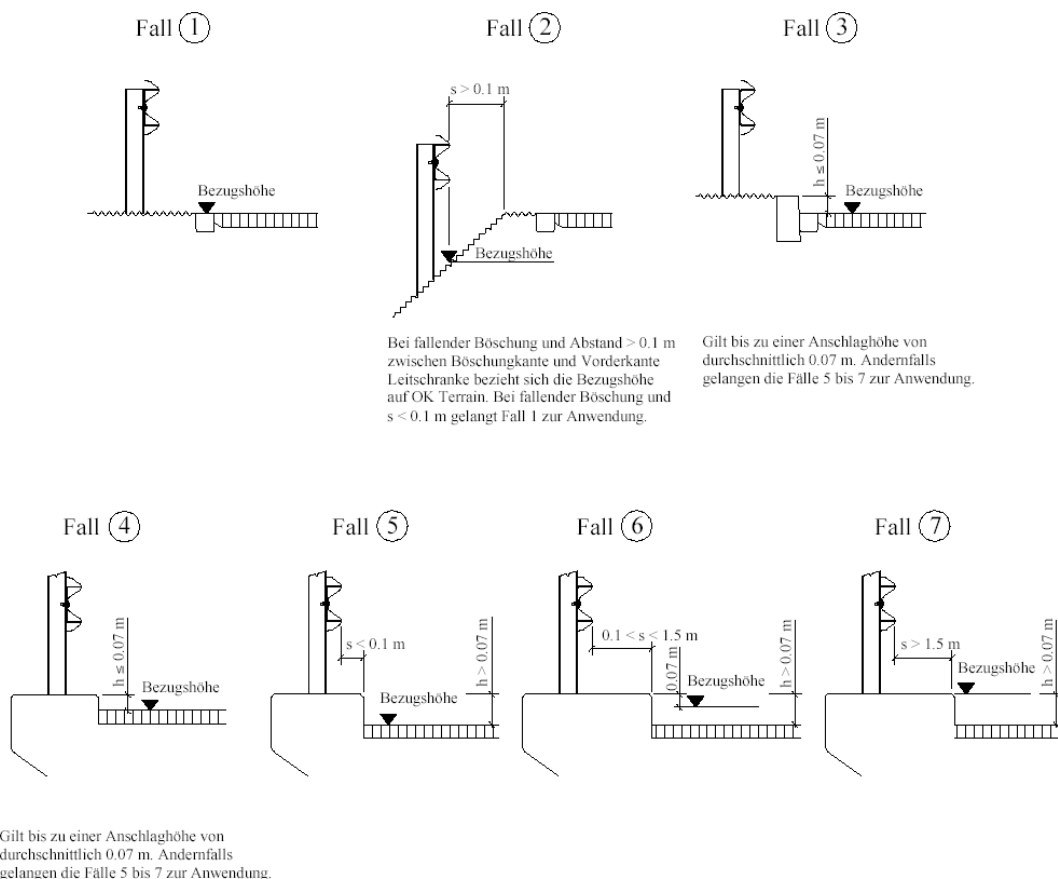 Fall 1
Fall 2
Fall 3
s > 0.1 m
h ≤ 0.07 m
Bezugshöhe
Bezugshöhe
Bezugshöhe
Bei fallender Böschung und Abstand > 0.1 m
zwischen Böschungkante und Vorderkante
Leitschranke bezieht sich die Bezugshöhe
auf OK Terrain. Bei fallender Böschung und
s < 0.1 m gelangt Fall 1 zur Anwendung.
Gilt bis zu einer Anschlaghöhe von
durchschnittlich 0.07 m. Andernfalls
gelangen die Fälle 5 bis 7 zur Anwendung.
Fall 4
Fall 5
Fall 6
Fall 7
h ≤ 0.07 m
Bezugshöhe
s < 0.1 m
Bezugshöhe
h > 0.07 m
0.1 < s < 1.5 m
0.07 m
Bezugshöhe
h > 0.07 m
s > 1.5 m
Bezugshöhe
h > 0.07 m
Gilt bis zu einer Anschlaghöhe von
durchschnittlich 0.07 m. Andernfalls
gelangen die Fälle 5 bis 7 zur Anwendung.